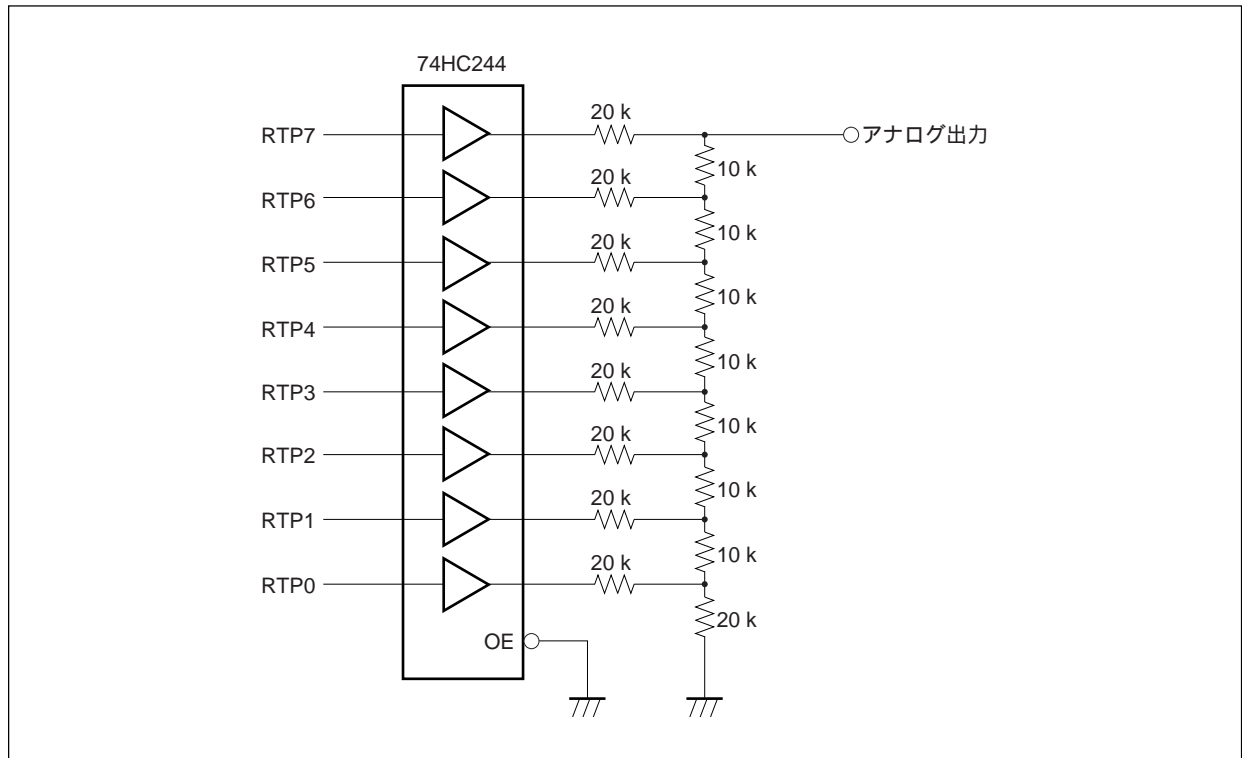 74HC244
RTP7
20 k
アナログ出力
10 k
RTP6
20 k
10 k
RTP5
20 k
10 k
RTP4
20 k
10 k
RTP3
20 k
10 k
RTP2
20 k
10 k
RTP1
20 k
10 k
RTP0
20 k
20 k
OE